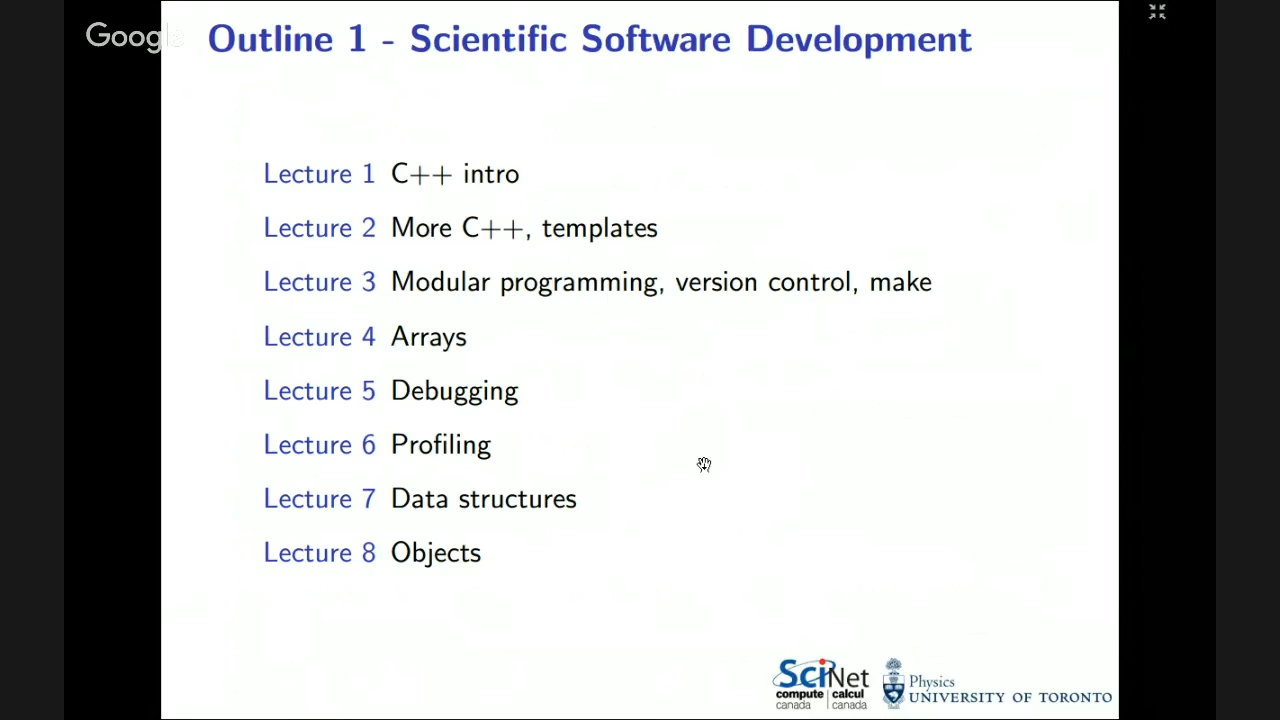 Google
Outline 1 - Scientific Software Development
Lecture 1 C++ intro
Lecture 2 More C++, templates
Lecture 3 Modular programming, version control, make
Lecture 4 Arrays
Lecture 5 Debugging
Lecture 6 Profiling
Lecture 7 Data structures
Lecture 8 Objects
SciNet
compute | calcul
canada | canada
Physics
UNIVERSITY OF TORONTO